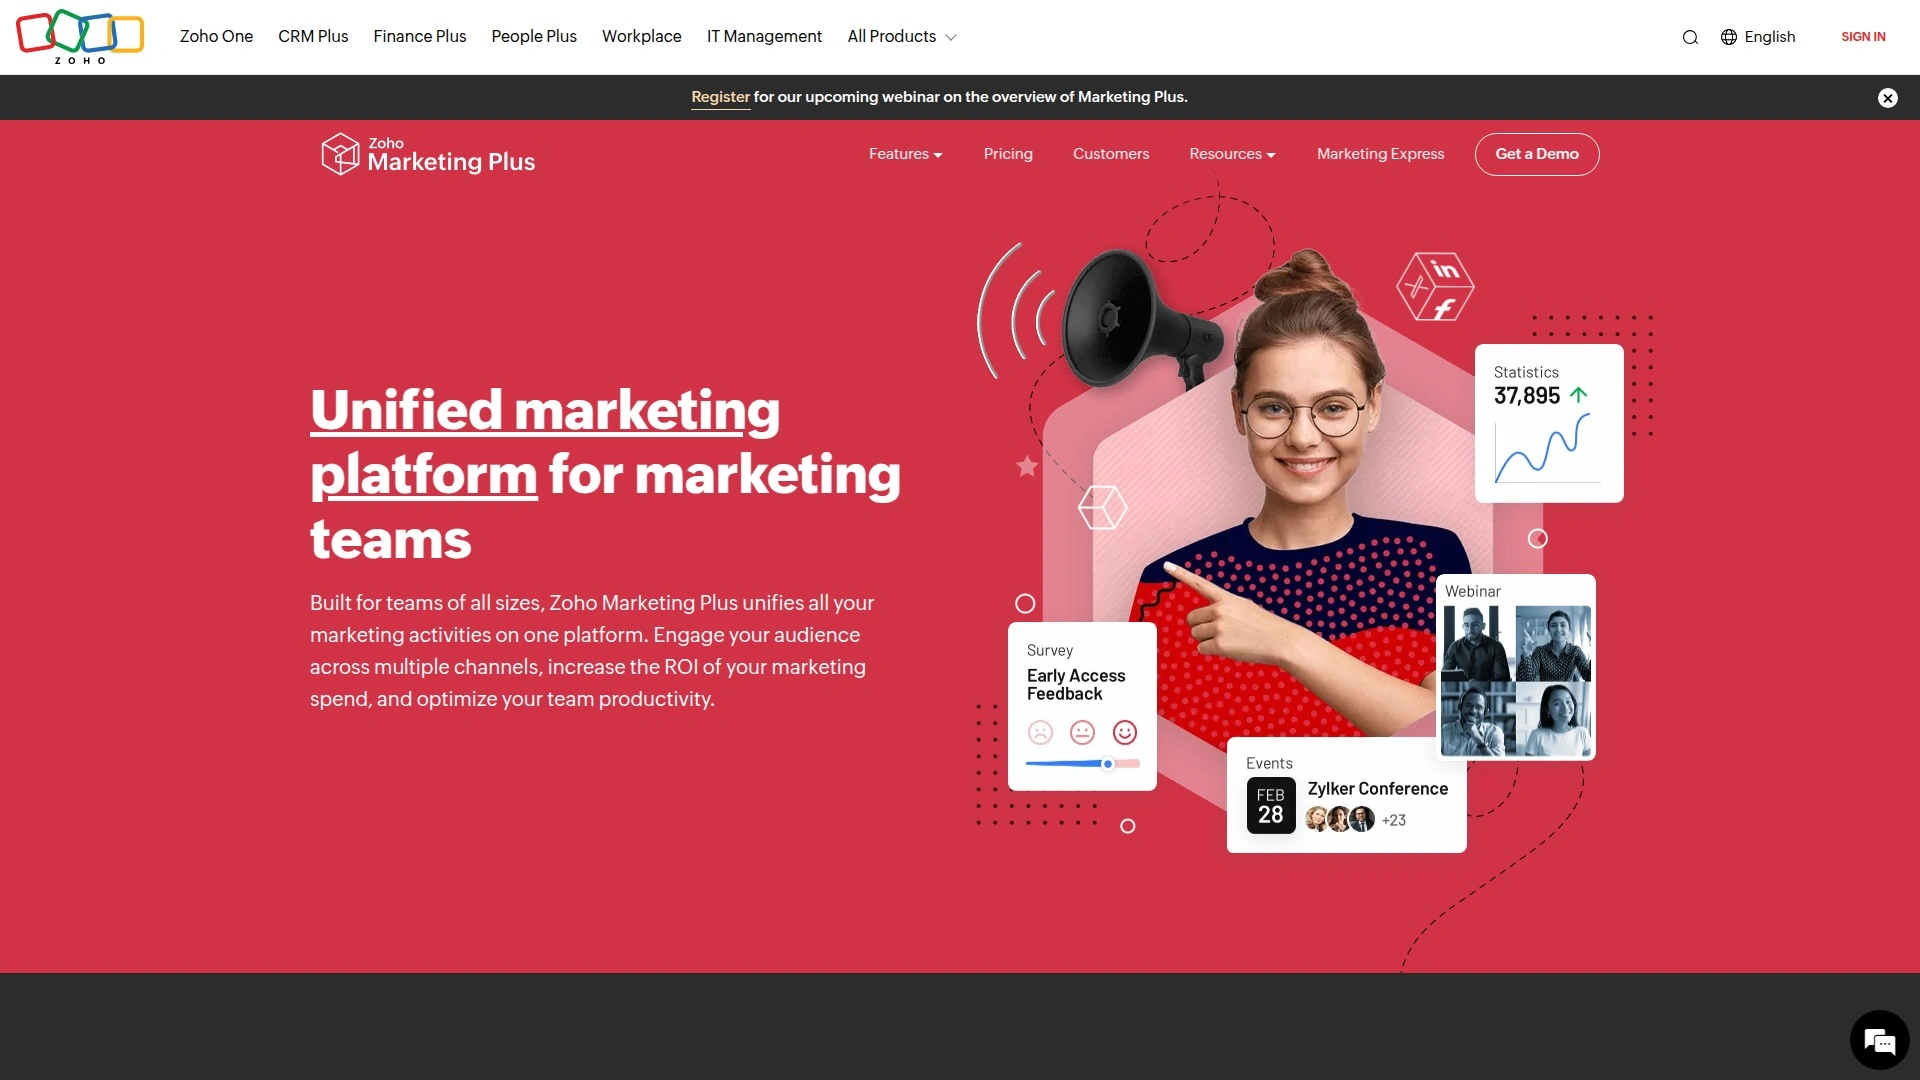 ZOHO
Zoho One
CRM Plus
Finance Plus
People Plus
Workplace
IT Management
All Products
English
SIGN IN
Register for our upcoming webinar on the overview of Marketing Plus.
Zoho
Marketing Plus
Features
Pricing
Customers
Resources
Marketing Express
Get a Demo
Unified marketing
platform for marketing
teams
Built for teams of all sizes, Zoho Marketing Plus unifies all your
marketing activities on one platform. Engage your audience
across multiple channels, increase the ROI of your marketing
spend, and optimize your team productivity.
in
X
f
Statistics
37,895
Webinar
Survey
Early Access
Feedback
Events
FEB
28
Zylker Conference
+23